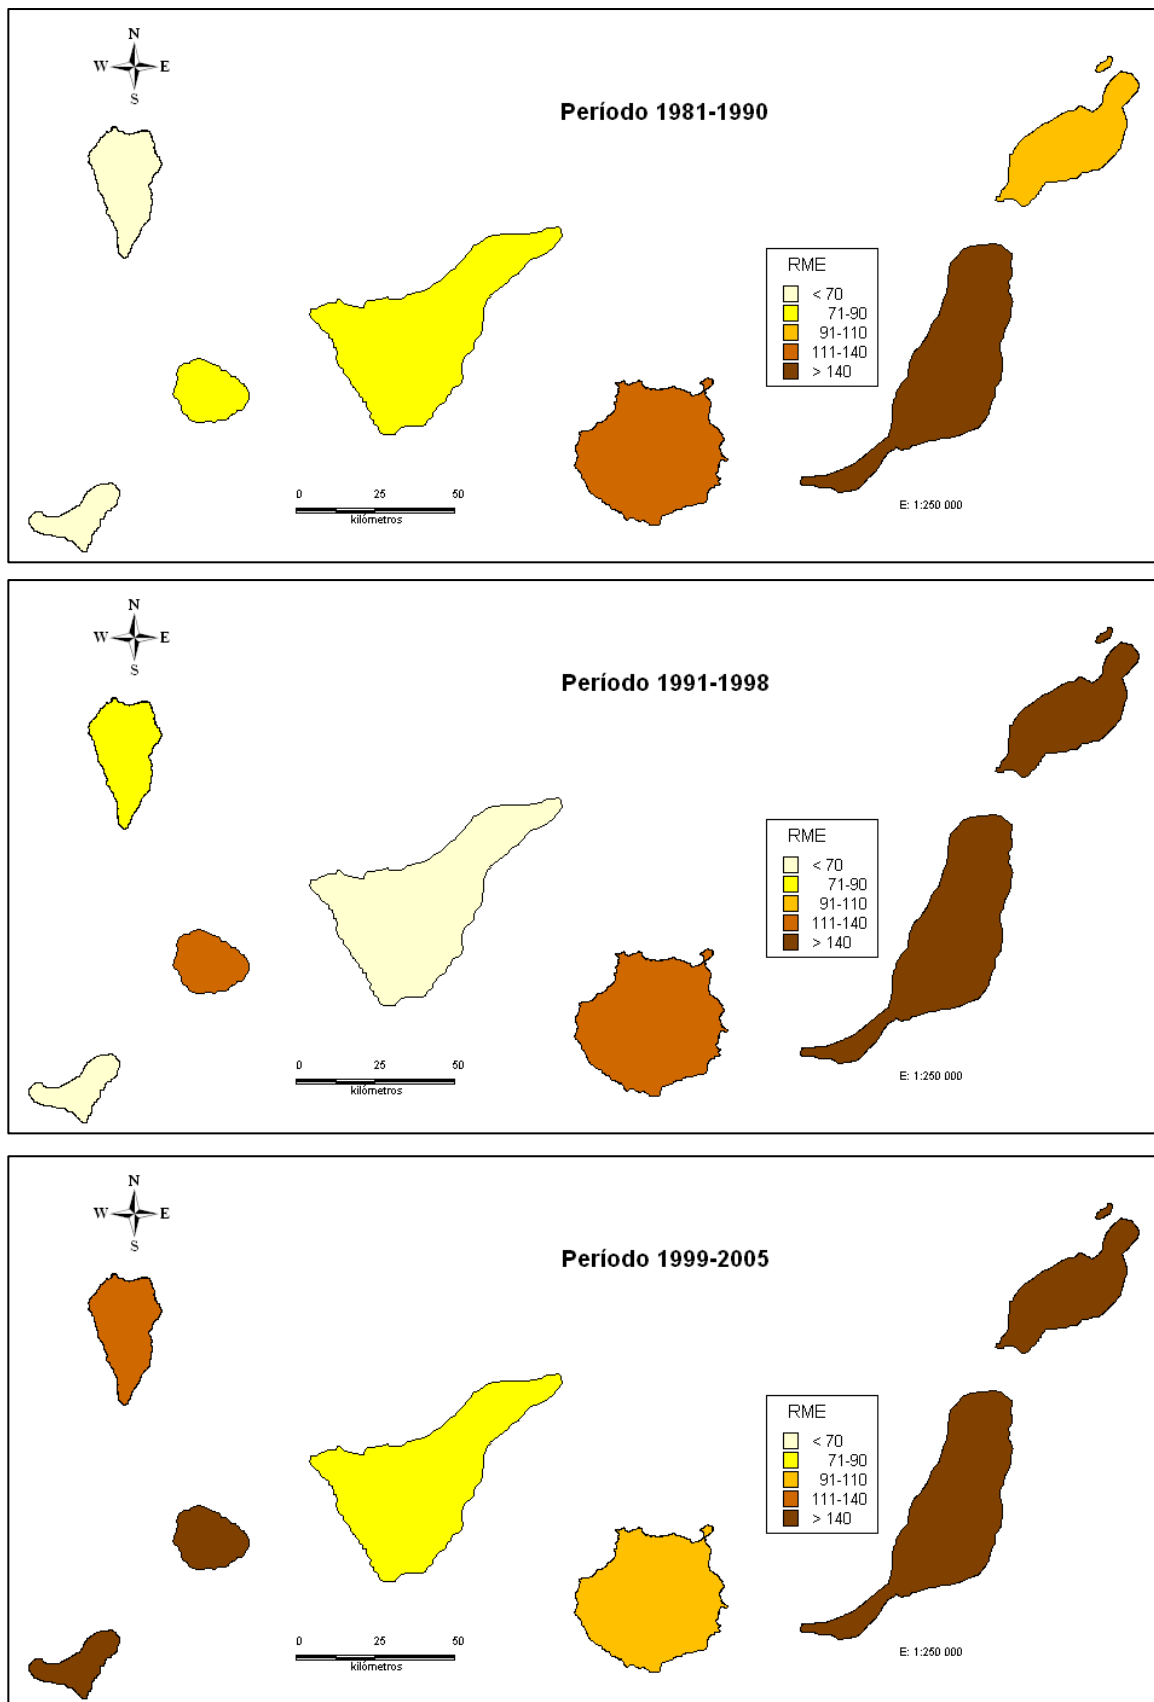 N
W E
S
Período 1981-1990
RME
< 70
71-90
91-110
111-140
> 140
0 25 50
kilómetros
E: 1:250 000
N
W E
S
Período 1991-1998
RME
< 70
71-90
91-110
111-140
> 140
0 25 50
kilómetros
E: 1:250 000
N
W E
S
Período 1999-2005
RME
< 70
71-90
91-110
111-140
> 140
0 25 50
kilómetros
E: 1:250 000